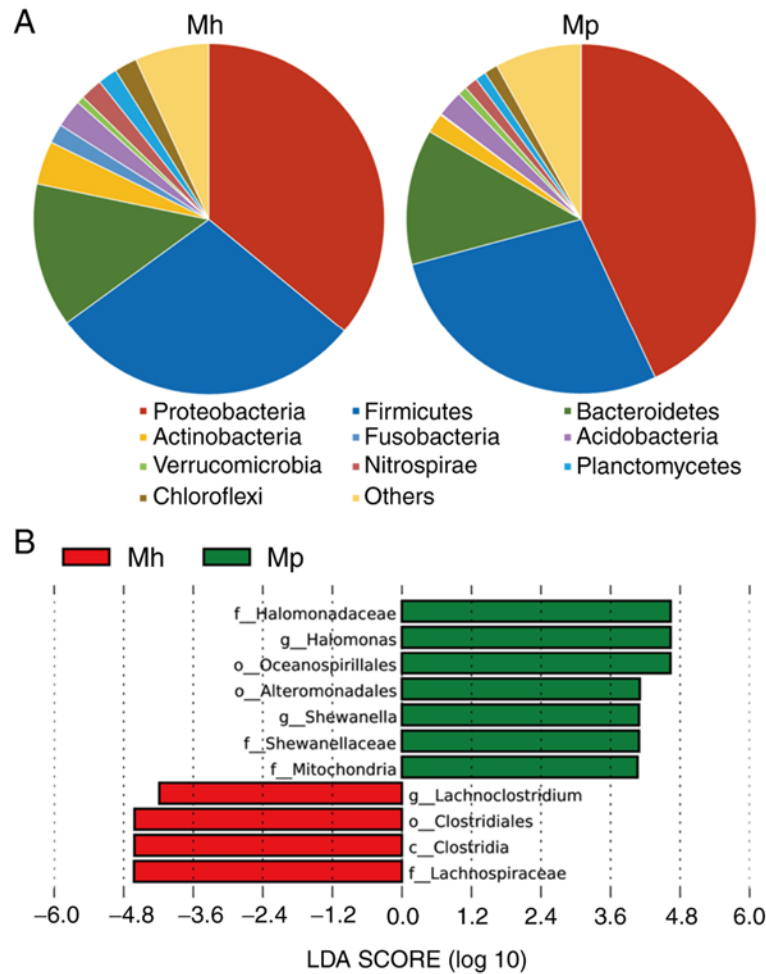 A
Mh Mp
Proteobacteria Firmicutes Bacteroidetes
Actinobacteria Fusobacteria Acidobacteria
Verrucomicrobia Nitrospirae Planctomycetes
Chloroflexi Others
B
Mh Mp
f__Halomonadaceae
g__Halomonas
o__Oceanospirillales
o__Alteromonadales
g__Shewanella
f__Shewanellaceae
f__Mitochondria
g__Lachnoclostridium
o__Clostridiales
c__Clostridia
f__Lachnospiraceae
−6.0 −4.8 −3.6 −2.4 −1.2 0.0 1.2 2.4 3.6 4.8 6.0
LDA SCORE (log 10)